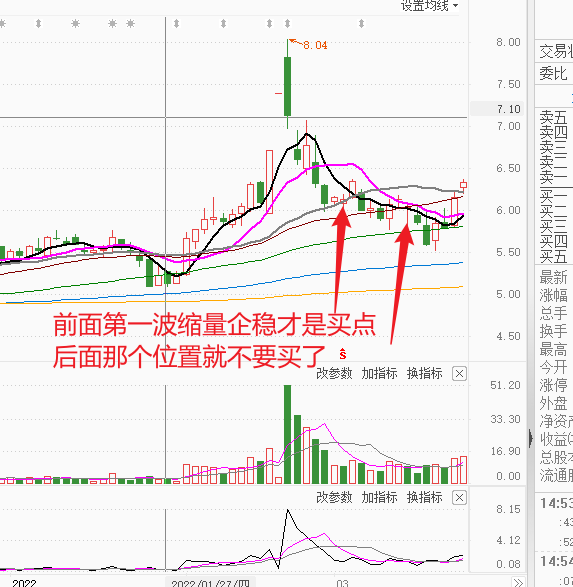 设置均线
8.04
8.00
7.50
7.10
7.00
6.50
6.00
5.50
5.00
4.50
前面第一波缩量企稳才是买点
后面那个位置就不要买了
ŝ
改参数 加指标 换指标
51.20
33.30
16.90
0.00
改参数 加指标 换指标
8.15
4.12
0.08
2022
2022/01/27/四
03
委比
卖五
卖四
卖三
卖二
卖一
买一
买二
买三
买四
买五
最新
涨幅
总手
换手
最高
今开
涨停
外盘
净资产
收益
总股本
流通
14:53
14:54